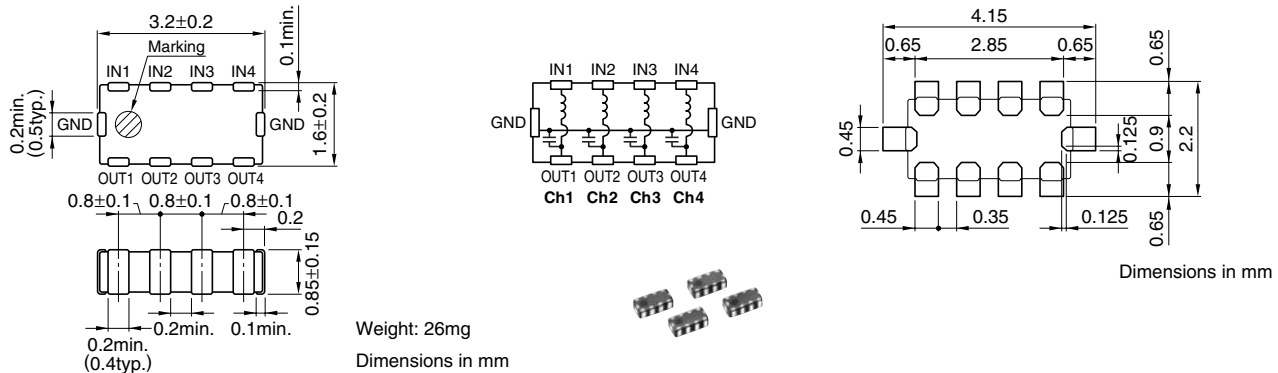 3.2±0.2
Marking
0.1min.
IN1 IN2 IN3 IN4
GND
GND
0.2min.
(0.5typ.)
1.6±0.2
OUT1 OUT2 OUT3 OUT4
0.8±0.1 0.8±0.1 0.8±0.1
0.2
0.85±0.15
0.2min. 0.1min.
0.2min.
(0.4typ.)
Weight: 26mg
Dimensions in mm
IN1 IN2 IN3 IN4
GND
GND
OUT1 OUT2 OUT3 OUT4
Ch1 Ch2 Ch3 Ch4
4.15
0.65 2.85 0.65
0.65
0.45
0.125
0.9
2.2
0.45 0.35 0.125
0.65
Dimensions in mm